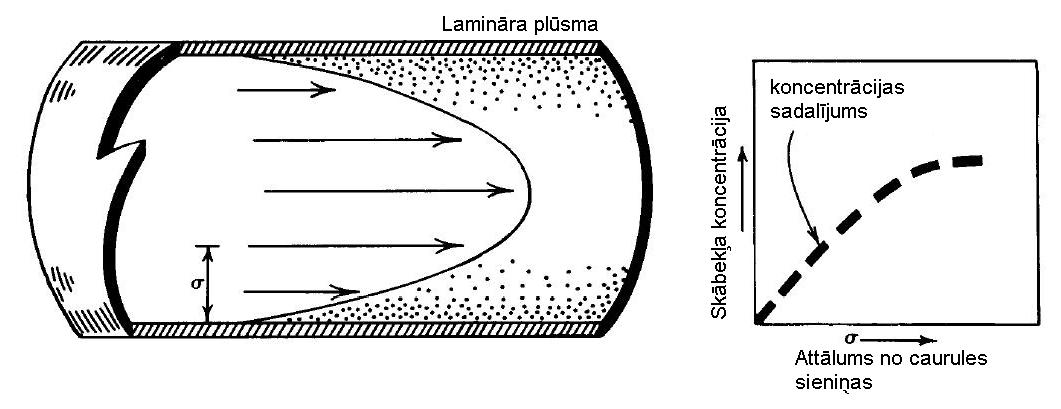 Lamināra plūsma
σ
koncentrācijas
sadalījums
Skābekļa koncentrācija
σ
Attālums no caurules
sieniņas